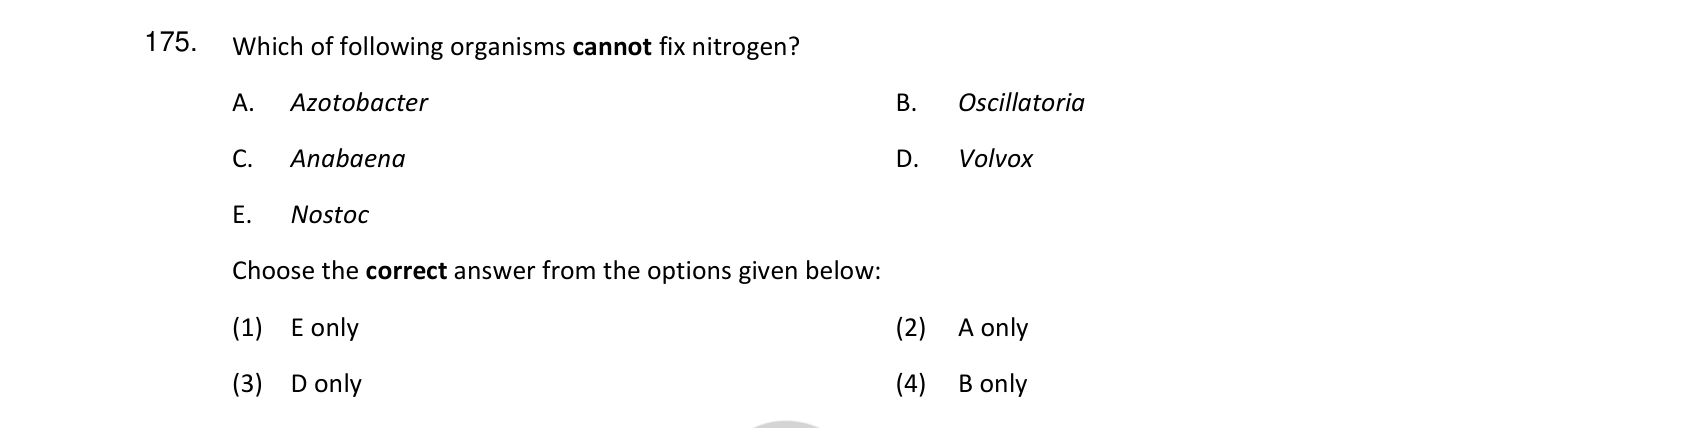 175. Which of following organisms cannot fix nitrogen?
A. Azotobacter B. Oscillatoria
C. Anabaena D. Volvox
E. Nostoc
Choose the correct answer from the options given below:
(1) E only (2) A only
(3) D only (4) B only